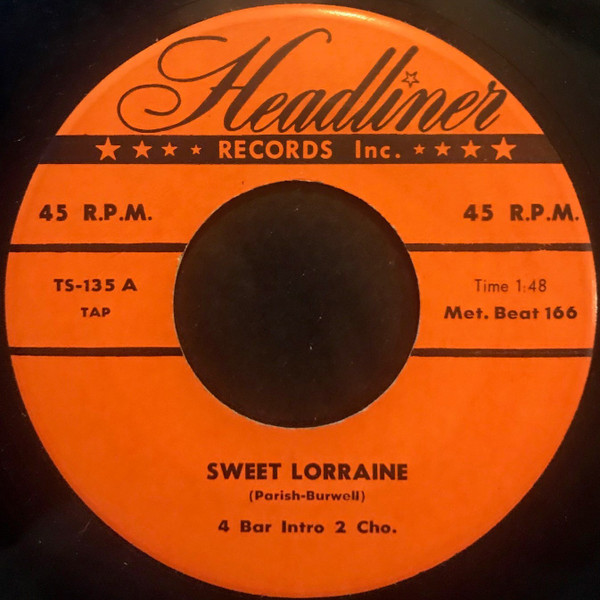 Headliner
RECORDS Inc.
45 R.P.M.
45 R.P.M.
TS-135 A
TAP
Time 1:48
Met. Beat 166
SWEET LORRAINE
(Parish-Burwell)
4 Bar Intro 2 Cho.